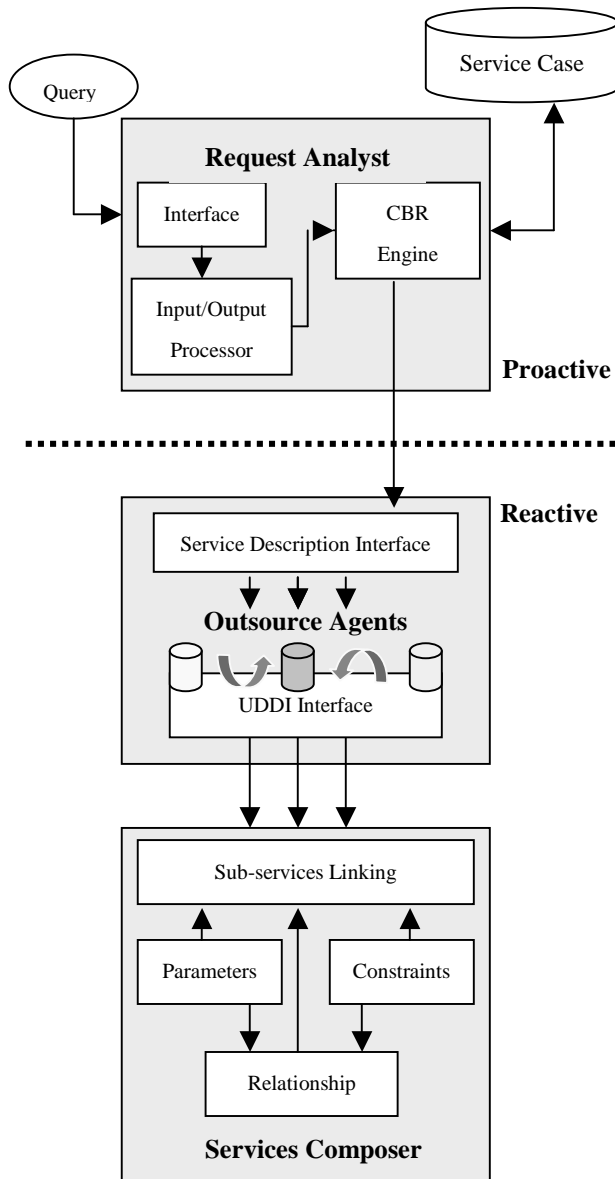 Service Case
Query
Request Analyst
Interface
CBR
Engine
Input/Output
Processor
Proactive
Reactive
Service Description Interface
Outsource Agents
UDDI Interface
Sub-services Linking
Parameters
Constraints
Relationship
Services Composer